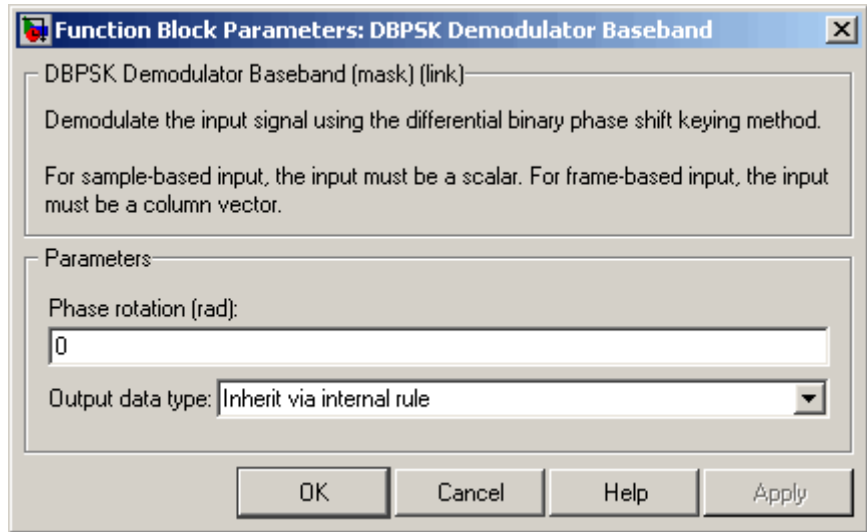 Function Block Parameters: DBPSK Demodulator Baseband
DBPSK Demodulator Baseband (mask) (link)
Demodulate the input signal using the differential binary phase shift keying method.
For sample-based input, the input must be a scalar. For frame-based input, the input
must be a column vector.
Parameters
Phase rotation (rad):
0
Output data type: Inherit via internal rule
OK Cancel Help Apply